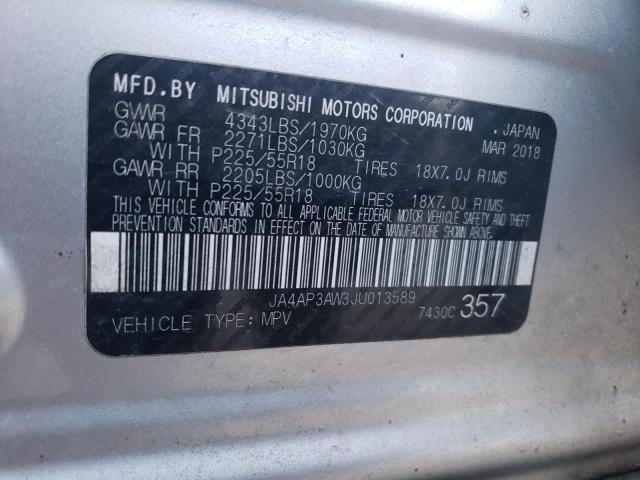 MFD.BY MITSUBISHI MOTORS CORPORATION , JAPAN
GVWR 4343LBS/1970KG MAR 2018
GAWR FR 2271LBS/1030KG
WITH P225/55R18 TIRES 18X7.0J RIMS
GAWR-RR 2205LBS/1000KG
WITH P225/55R18 TIRES 18X7.0J RIMS
THIS VEHICLE CONFORMS TO ALL APPLICABLE FEDERAL MOTOR VEHICLE SAFETY AND THEFT
PREVENTION STANDARDS IN EFFECT ON THE DATE OF MANUFACTURE SHOWN ABOVE.
JA4AP3AW3JU013589
VEHICLE TYPE:MPV 7430C 357